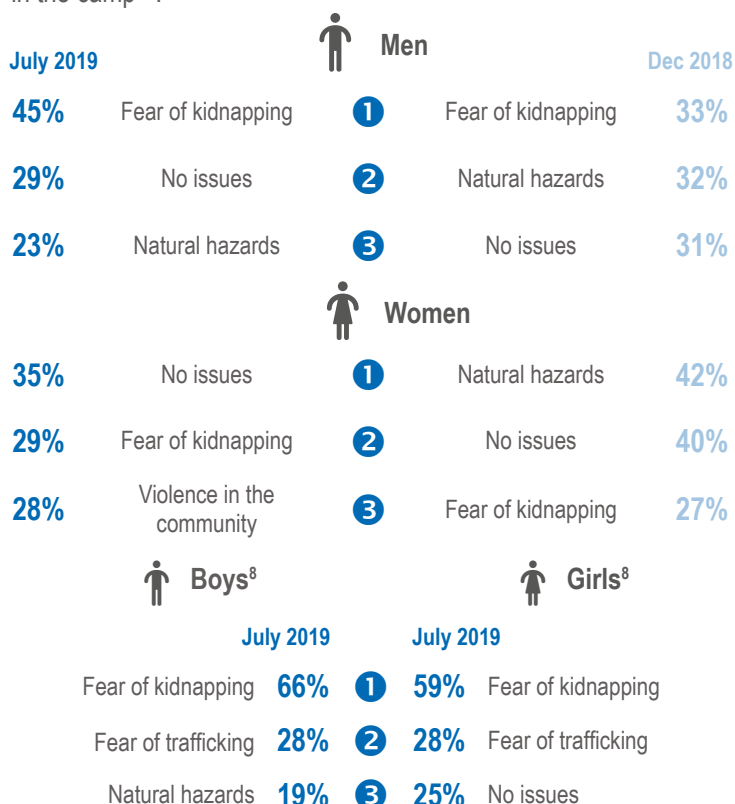 Men
July 2019 Dec 2018
45% Fear of kidnapping 1 Fear of kidnapping 33%
29% No issues 2 Natural hazards 32%
23% Natural hazards 3 No issues 31%
Women
35% No issues 1 Natural hazards 42%
29% Fear of kidnapping 2 No issues 40%
28% Violence in the community 3 Fear of kidnapping 27%
Boys⁸ Girls⁸
July 2019 July 2019
Fear of kidnapping 66% 1 59% Fear of kidnapping
Fear of trafficking 28% 2 28% Fear of trafficking
Natural hazards 19% 3 25% No issues